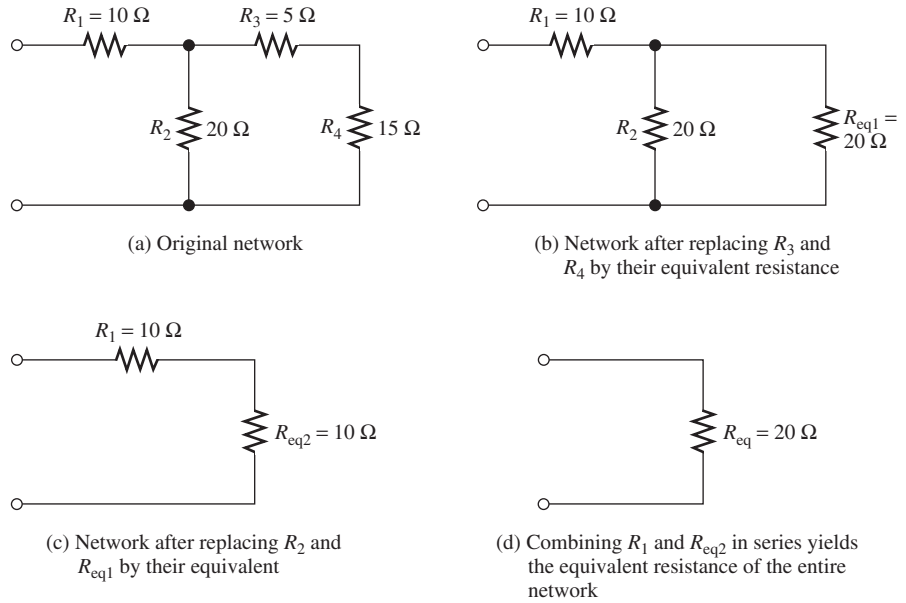 R1 = 10 Ω
R3 = 5 Ω
R2
20 Ω
R4
15 Ω
(a) Original network
R1 = 10 Ω
R2
20 Ω
Req1 =
20 Ω
(b) Network after replacing R3 and
R4 by their equivalent resistance
R1 = 10 Ω
Req2 = 10 Ω
(c) Network after replacing R2 and
Req1 by their equivalent
Req = 20 Ω
(d) Combining R1 and Req2 in series yields
the equivalent resistance of the entire
network